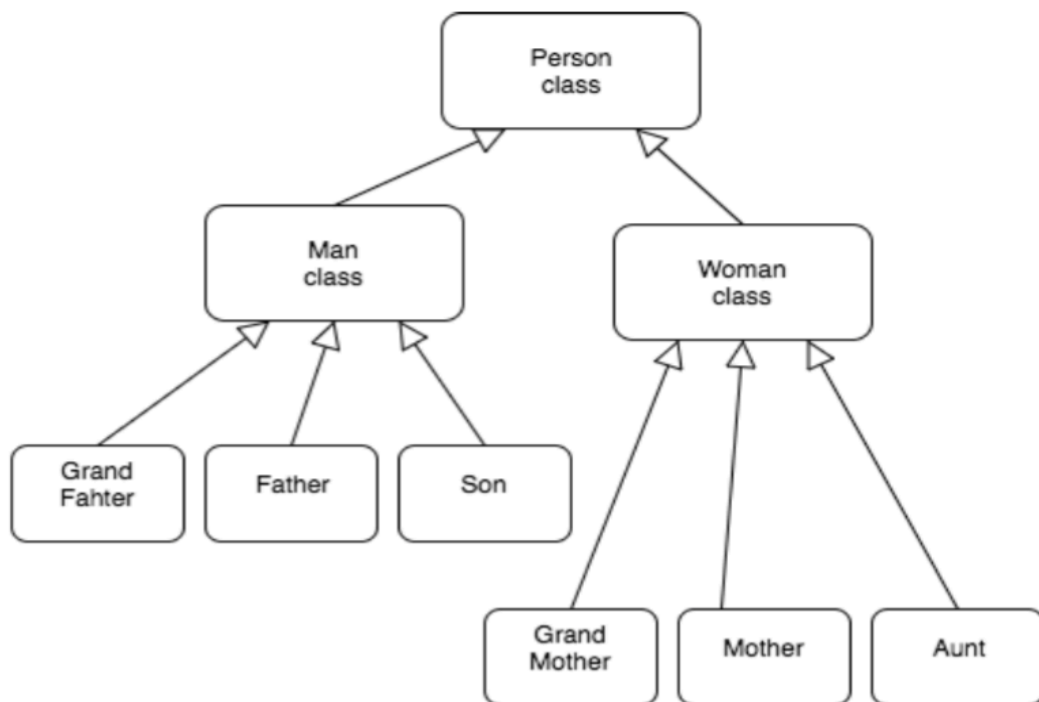 Person
class
Man
class
Woman
class
Grand
Fahter
Father
Son
Grand
Mother
Mother
Aunt